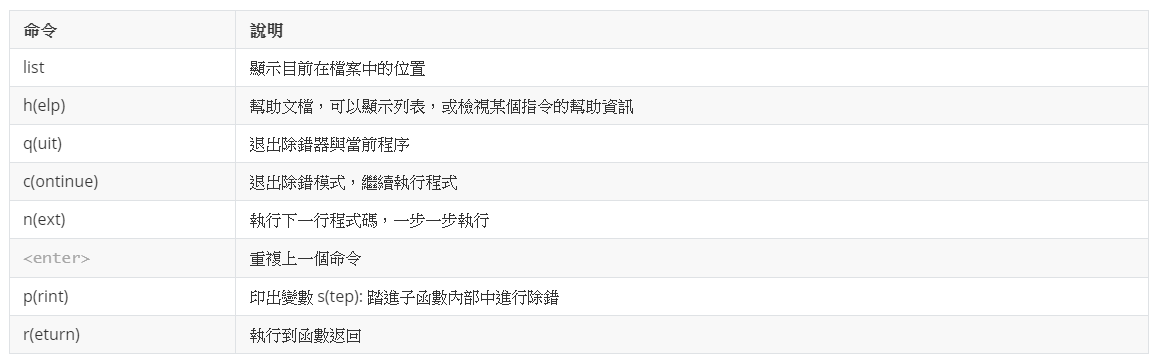 命令 說明
list 顯示目前在檔案中的位置
h(elp) 幫助文檔，可以顯示列表，或檢視某個指令的幫助資訊
q(uit) 退出除錯器與當前程序
c(ontinue) 退出除錯模式，繼續執行程式
n(ext) 執行下一行程式碼，一步一步執行
<enter> 重複上一個命令
p(rint) 印出變數 s(tep): 踏進子函數內部中進行除錯
r(eturn) 執行到函數返回